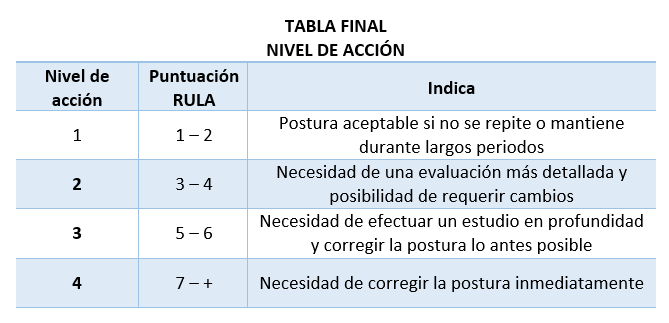 TABLA FINAL
NIVEL DE ACCIÓN
Nivel de
acción
Puntuación
RULA
Indica
1
1 – 2
Postura aceptable si no se repite o mantiene
durante largos periodos
2
3 – 4
Necesidad de una evaluación más detallada y
posibilidad de requerir cambios
3
5 – 6
Necesidad de efectuar un estudio en profundidad
y corregir la postura lo antes posible
4
7 – +
Necesidad de corregir la postura inmediatamente